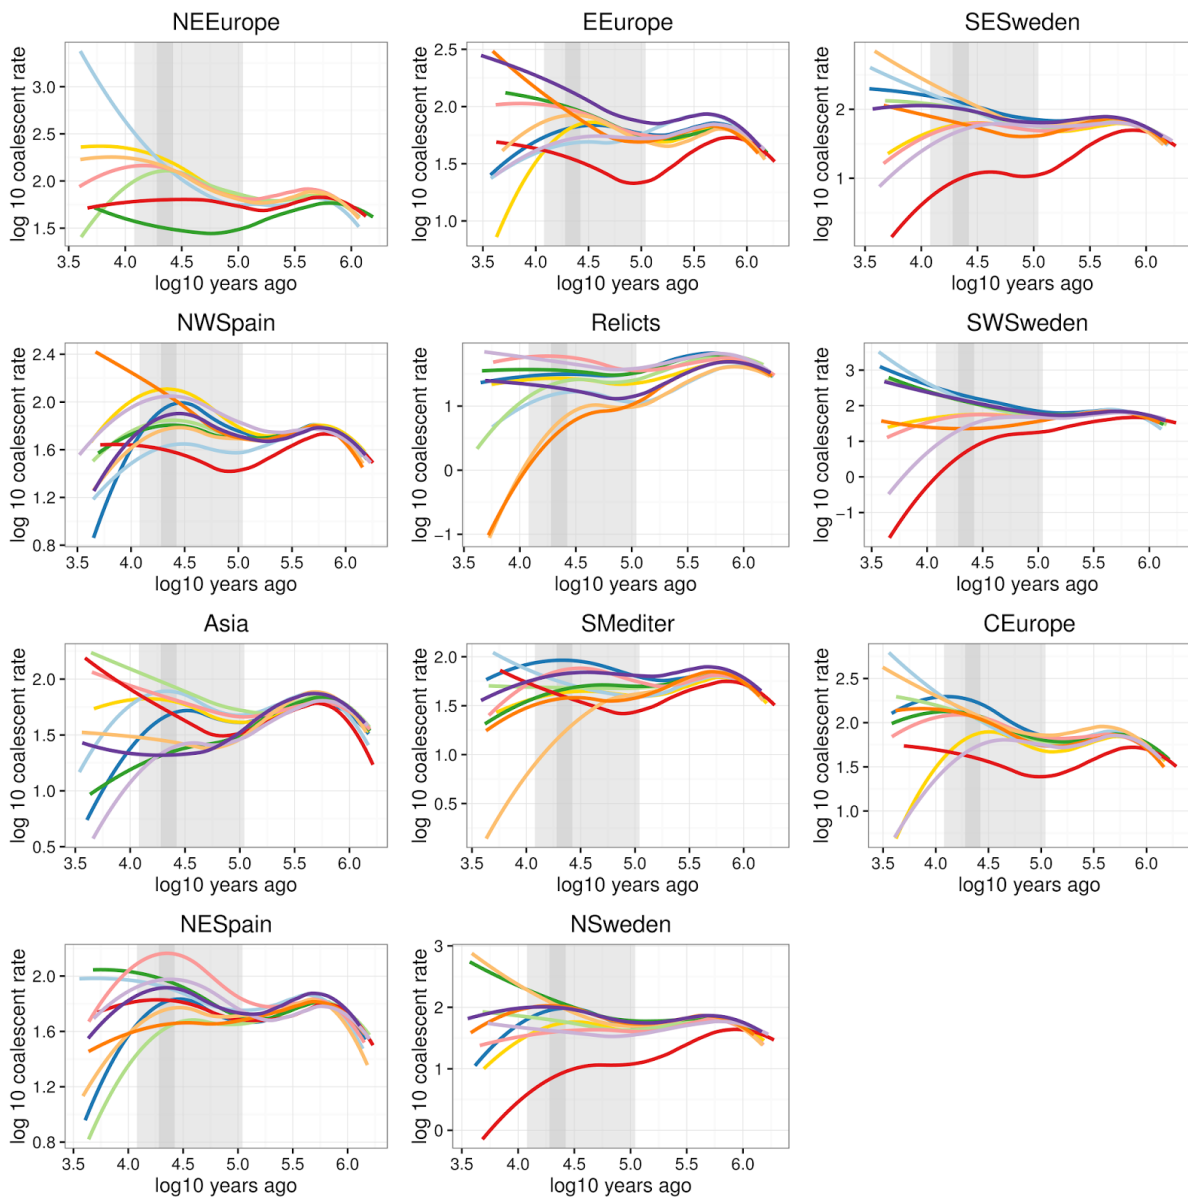 NEEurope
EEurope
SESweden
log 10 coalescent rate
3.0
2.5
2.0
1.5
3.5 4.0 4.5 5.0 5.5 6.0
log10 years ago
log 10 coalescent rate
2.5
2.0
1.5
1.0
3.5 4.0 4.5 5.0 5.5 6.0
log10 years ago
log 10 coalescent rate
2
1
3.5 4.0 4.5 5.0 5.5 6.0
log10 years ago
NWSpain
Relicts
SWSweden
log 10 coalescent rate
2.4
2.0
1.6
1.2
0.8
3.5 4.0 4.5 5.0 5.5 6.0
log10 years ago
log 10 coalescent rate
1
0
−1
3.5 4.0 4.5 5.0 5.5 6.0
log10 years ago
log 10 coalescent rate
3
2
1
0
−1
3.5 4.0 4.5 5.0 5.5 6.0
log10 years ago
Asia
SMediter
CEurope
log 10 coalescent rate
2.0
1.5
1.0
0.5
3.5 4.0 4.5 5.0 5.5 6.0
log10 years ago
log 10 coalescent rate
2.0
1.5
1.0
0.5
3.5 4.0 4.5 5.0 5.5 6.0
log10 years ago
log 10 coalescent rate
2.5
2.0
1.5
1.0
3.5 4.0 4.5 5.0 5.5 6.0
log10 years ago
NESpain
NSweden
log 10 coalescent rate
2.0
1.6
1.2
0.8
3.5 4.0 4.5 5.0 5.5 6.0
log10 years ago
log 10 coalescent rate
3
2
1
0
3.5 4.0 4.5 5.0 5.5 6.0
log10 years ago